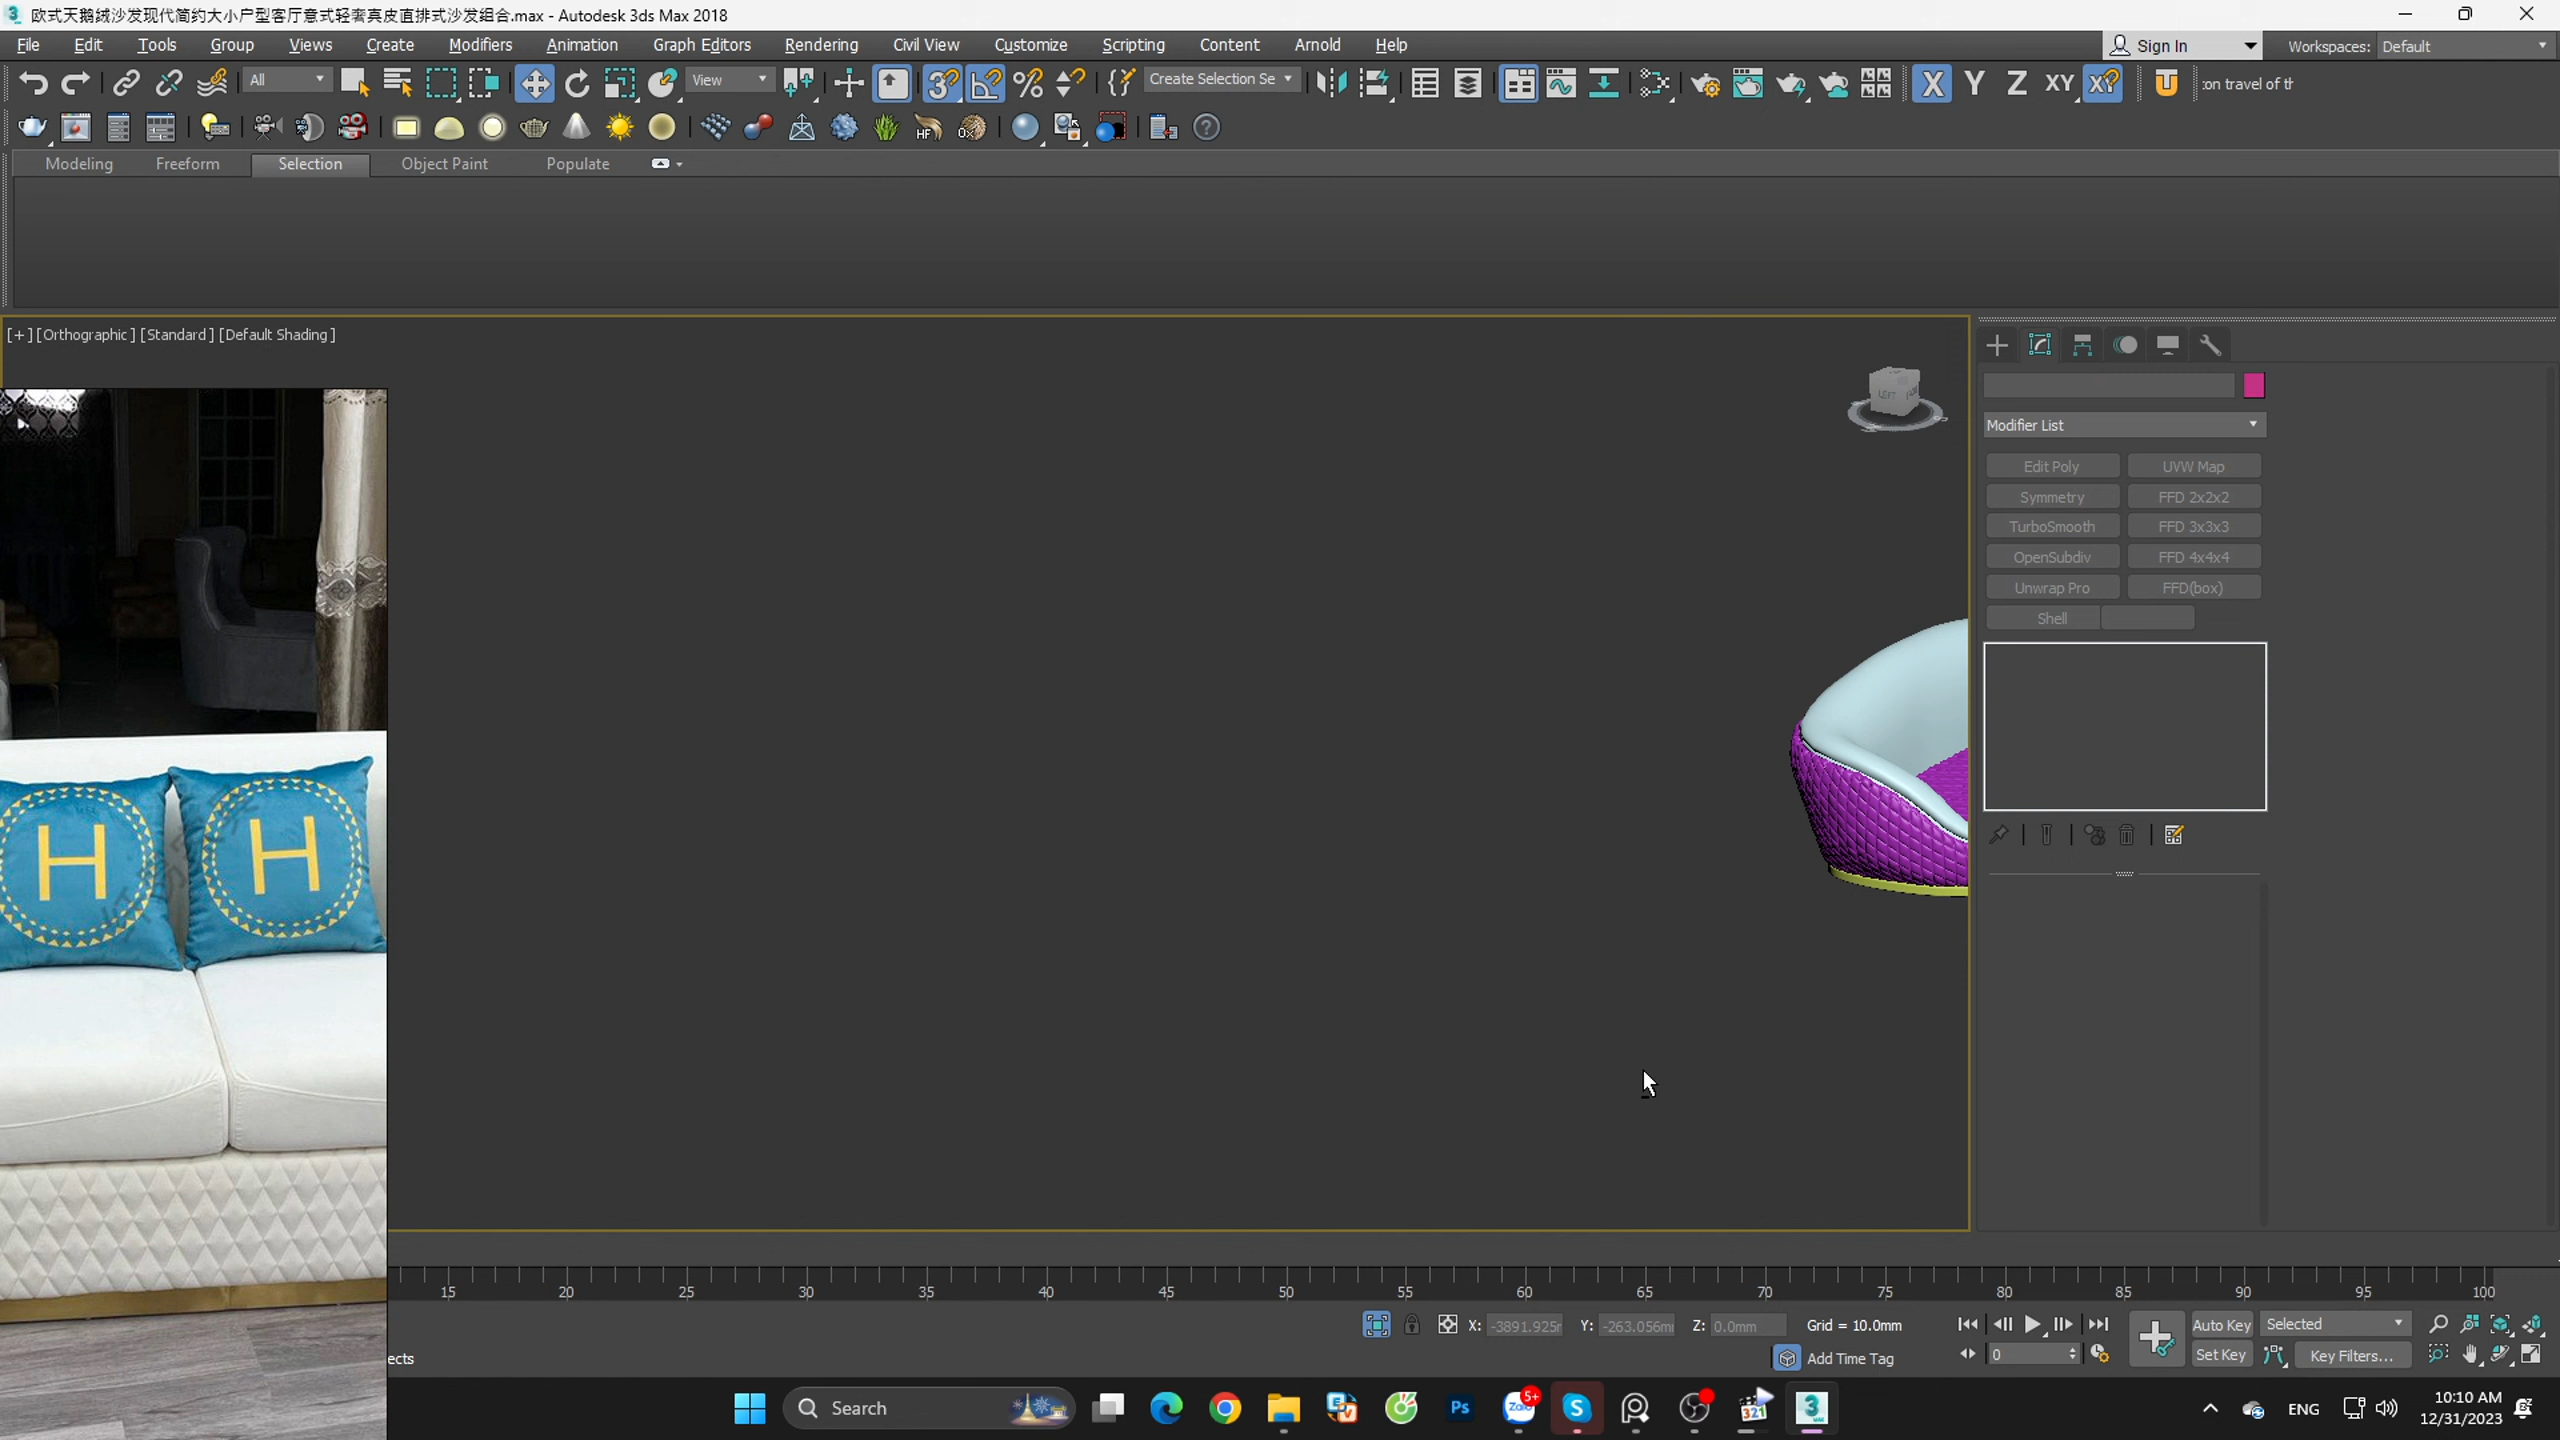 欧式天鹅绒沙发现代简约大小户型客厅意式轻奢真皮直排式沙发组合.max - Autodesk 3ds Max 2018
File Edit Tools Group Views Create Modifiers Animation Graph Editors Rendering Civil View Customize Scripting Content Arnold Help
Sign In Workspaces: Default
All View Create Selection Se X Y Z XY :on travel of th
Modeling Freeform Selection Object Paint Populate
[+] [Orthographic] [Standard] [Default Shading]
Modifier List
Edit Poly UVW Map
Symmetry FFD 2x2x2
TurboSmooth FFD 3x3x3
OpenSubdiv FFD 4x4x4
Unwrap Pro FFD(box)
Shell
LEFT
H H
15 20 25 30 35 40 45 50 55 60 65 70 75 80 85 90 95 100
X: -3891.925r Y: -263.056m Z: 0.0mm Grid = 10.0mm Auto Key Selected
ects Add Time Tag 0 Set Key Key Filters...
Search Ps Zalo 5+ 321 3 ENG 10:10 AM
12/31/2023